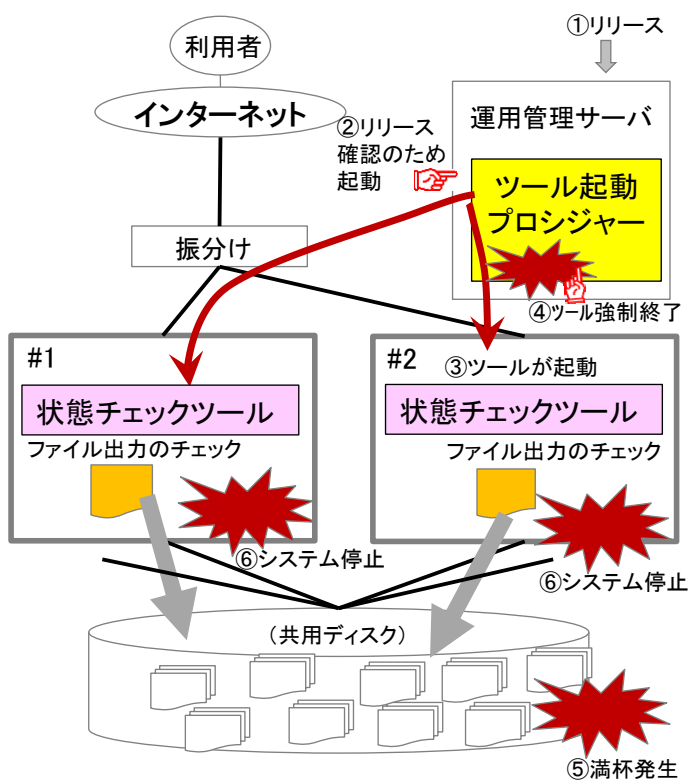 ①リリース
利用者
インターネット
②リリース
確認のため
起動
運用管理サーバ
ツール起動
プロシジャー
④ツール強制終了
振分け
#1
状態チェックツール
ファイル出力のチェック
⑥システム停止
#2
③ツールが起動
状態チェックツール
ファイル出力のチェック
⑥システム停止
(共用ディスク)
⑤満杯発生